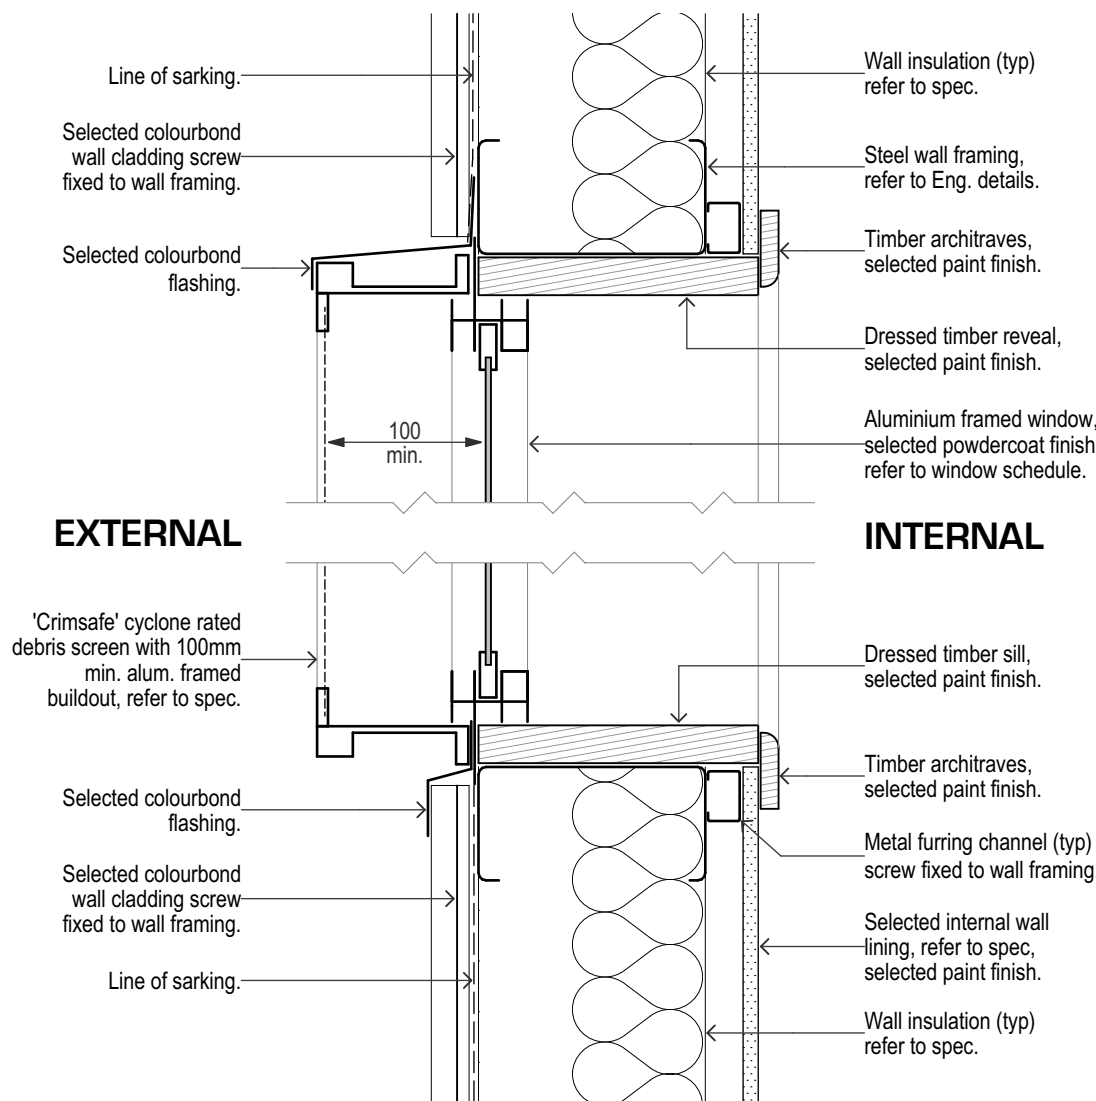 Line of sarking.
Selected colourbond
wall cladding screw
fixed to wall framing.
Selected colourbond
flashing.
Wall insulation (typ)
refer to spec.
Steel wall framing,
refer to Eng. details.
Timber architraves,
selected paint finish.
Dressed timber reveal,
selected paint finish.
Aluminium framed window,
selected powdercoat finish
refer to window schedule.
100
min.
EXTERNAL
INTERNAL
'Crimsafe' cyclone rated
debris screen with 100mm
min. alum. framed
buildout, refer to spec.
Selected colourbond
flashing.
Selected colourbond
wall cladding screw
fixed to wall framing.
Line of sarking.
Dressed timber sill,
selected paint finish.
Timber architraves,
selected paint finish.
Metal furring channel (typ)
screw fixed to wall framing
Selected internal wall
lining, refer to spec,
selected paint finish.
Wall insulation (typ)
refer to spec.